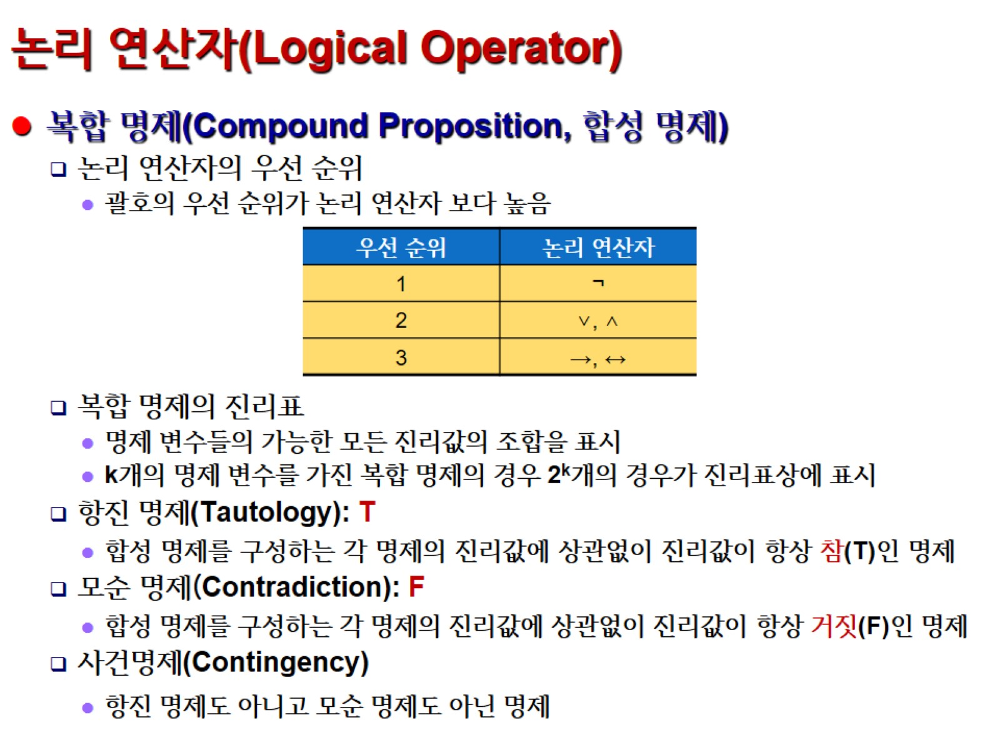 논리 연산자(Logical Operator)
복합 명제(Compound Proposition, 합성 명제)
논리 연산자의 우선 순위
괄호의 우선 순위가 논리 연산자 보다 높음
우선 순위 논리 연산자
1 ¬
2 ∨, ∧
3 →, ↔
복합 명제의 진리표
명제 변수들의 가능한 모든 진리값의 조합을 표시
k개의 명제 변수를 가진 복합 명제의 경우 2ᵏ개의 경우가 진리표상에 표시
항진 명제(Tautology): T
합성 명제를 구성하는 각 명제의 진리값에 상관없이 진리값이 항상 참(T)인 명제
모순 명제(Contradiction): F
합성 명제를 구성하는 각 명제의 진리값에 상관없이 진리값이 항상 거짓(F)인 명제
사건명제(Contingency)
항진 명제도 아니고 모순 명제도 아닌 명제